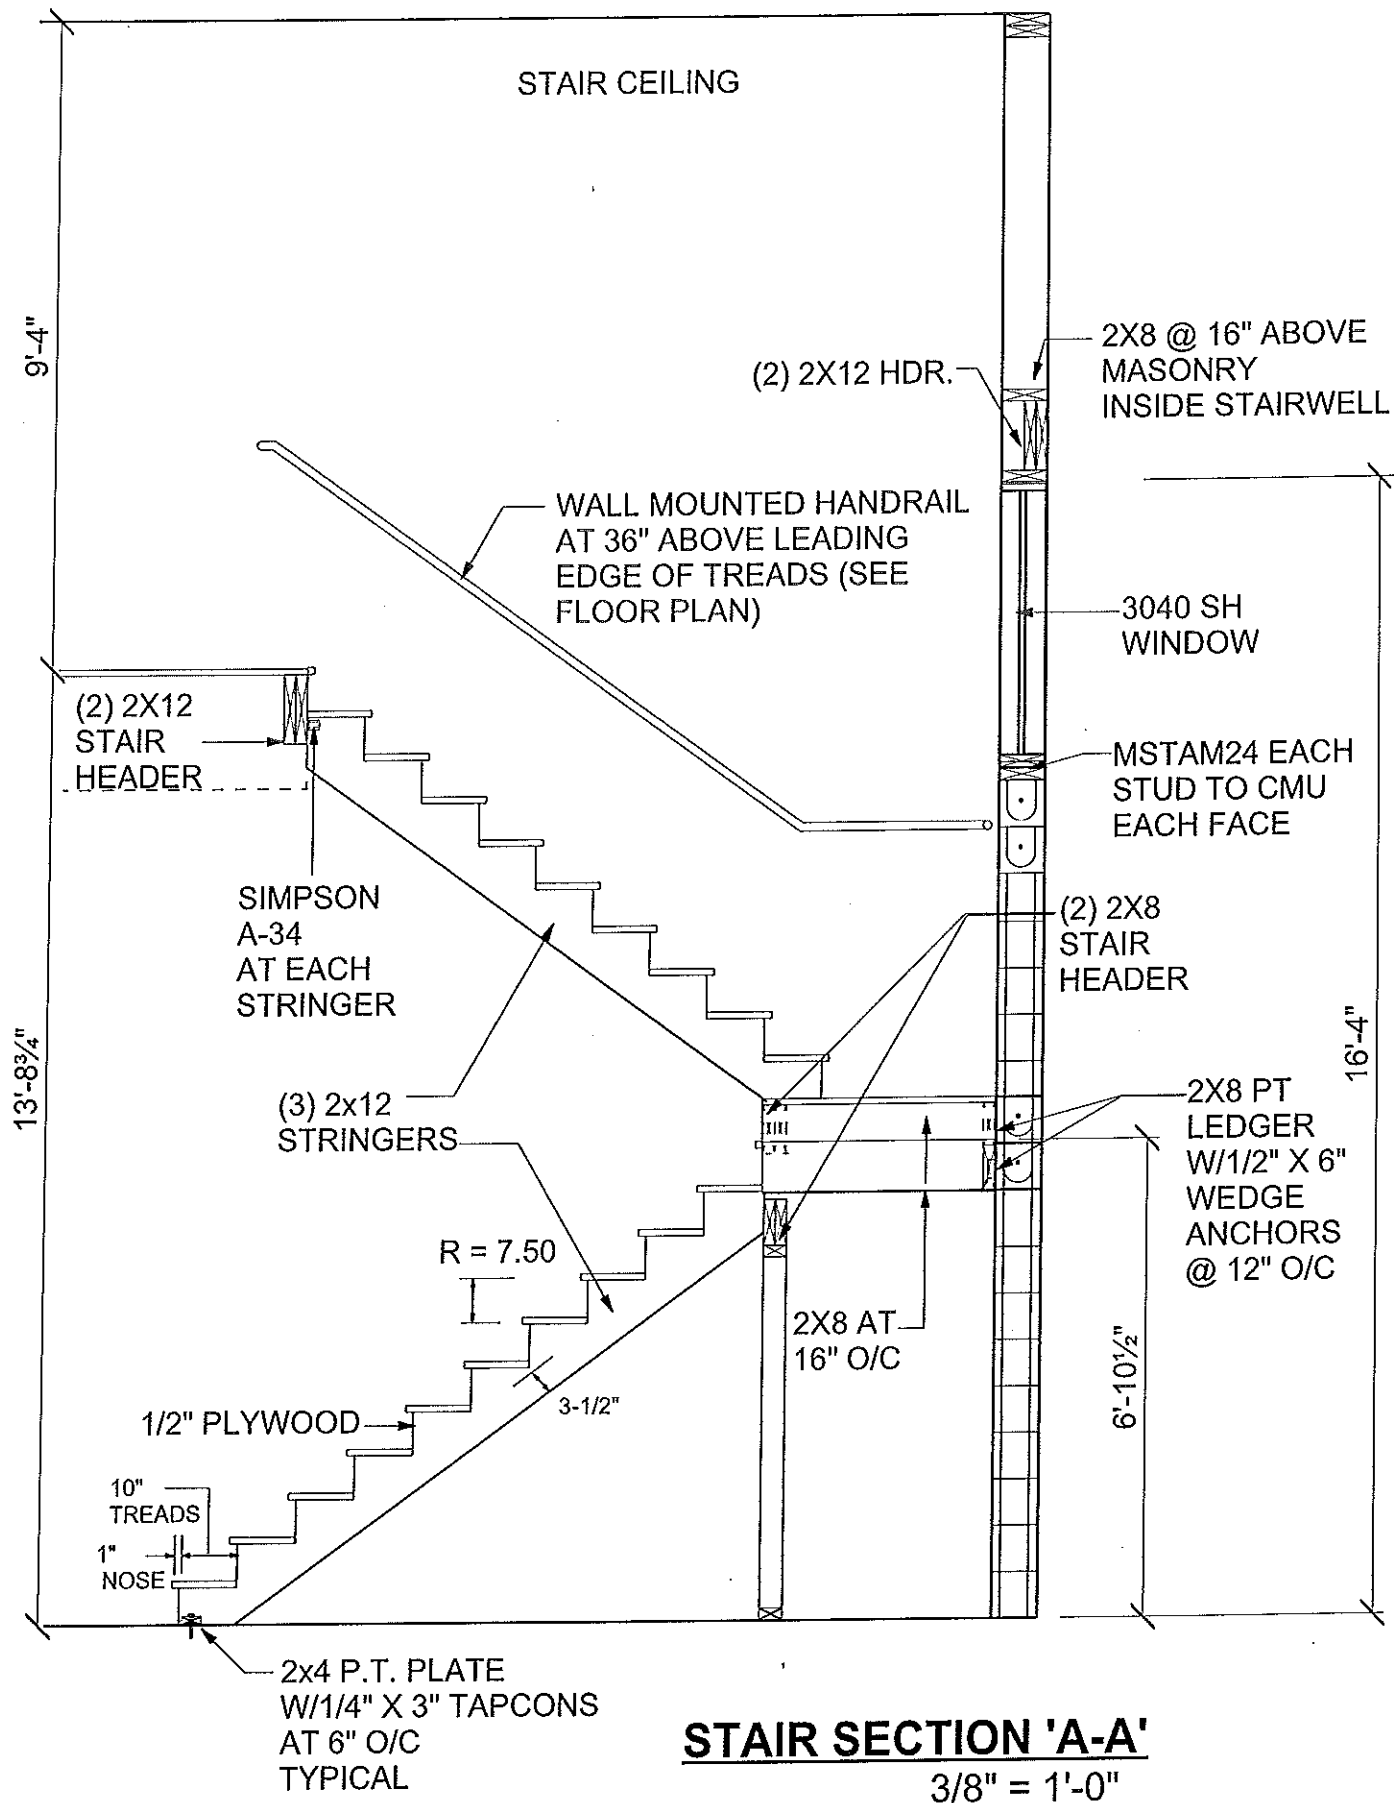 STAIR CEILING
9'-4"
(2) 2X12 HDR.
2X8 @ 16" ABOVE
MASONRY
INSIDE STAIRWELL
WALL MOUNTED HANDRAIL
AT 36" ABOVE LEADING
EDGE OF TREADS (SEE
FLOOR PLAN)
3040 SH
WINDOW
(2) 2X12
STAIR
HEADER
MSTAM24 EACH
STUD TO CMU
EACH FACE
SIMPSON
A-34
AT EACH
STRINGER
(2) 2X8
STAIR
HEADER
13'-8¾"
16'-4"
(3) 2x12
STRINGERS
2X8 PT
LEDGER
W/1/2" X 6"
WEDGE
ANCHORS
@ 12" O/C
R = 7.50
2X8 AT
16" O/C
6'-10½"
3-1/2"
1/2" PLYWOOD
10"
TREADS
1"
NOSE
2x4 P.T. PLATE
W/1/4" X 3" TAPCONS
AT 6" O/C
TYPICAL
STAIR SECTION 'A-A'
3/8" = 1'-0"